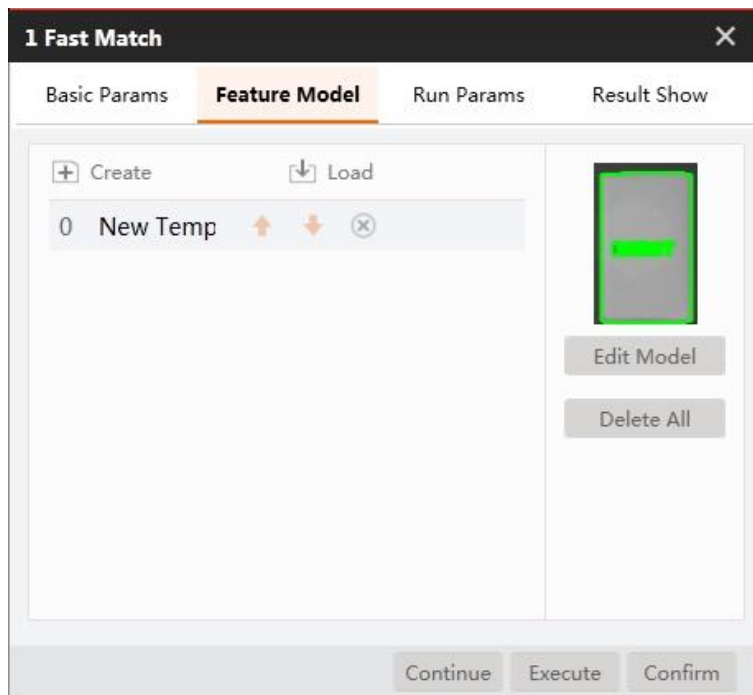 1 Fast Match
Basic Params Feature Model Run Params Result Show
Create Load
0 New Temp
Edit Model
Delete All
Continue Execute Confirm